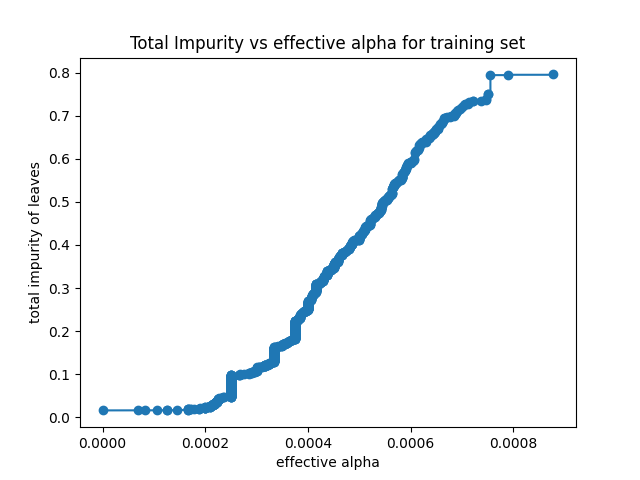 Total Impurity vs effective alpha for training set
total impurity of leaves
0.8
0.7
0.6
0.5
0.4
0.3
0.2
0.1
0.0
0.0000 0.0002 0.0004 0.0006 0.0008
effective alpha